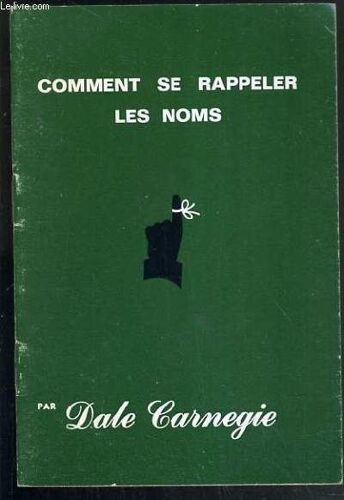 Le-livre.com
COMMENT SE RAPPELER
LES NOMS
PAR Dale Carnegie